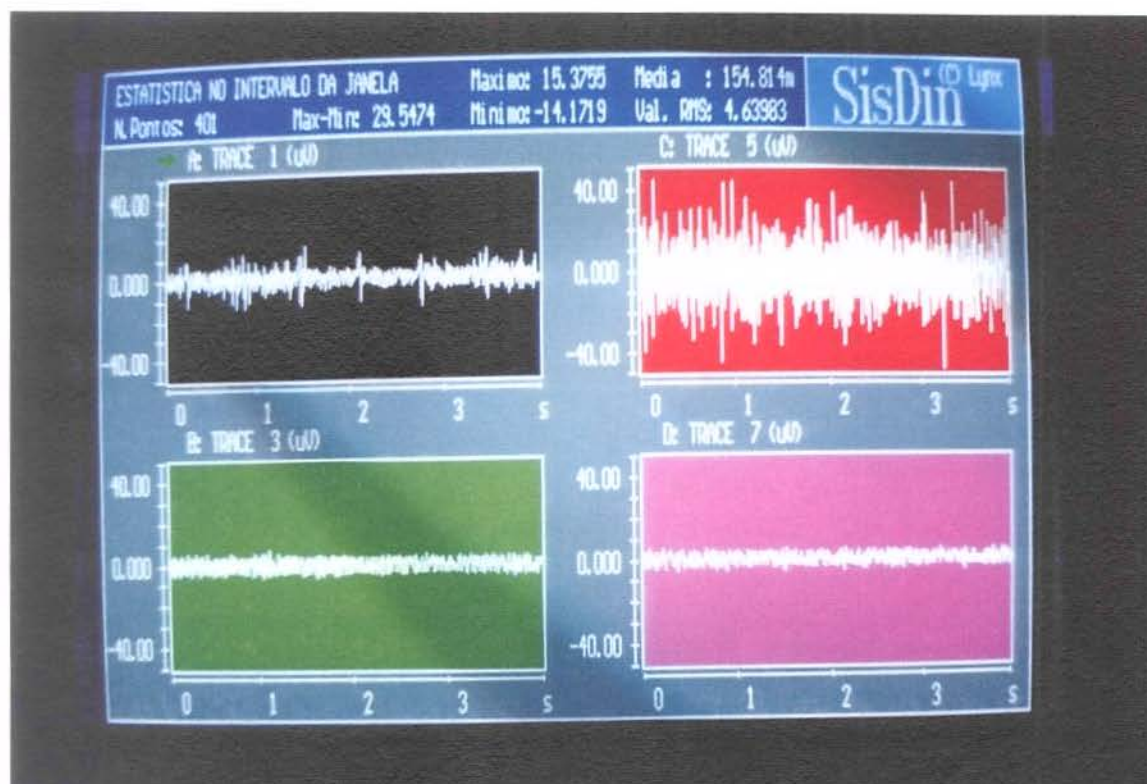 ESTATISTICA NO INTERVALO DA JANELA
Maximo: 15.3755
Media : 154.814m
N.Pontos: 401
Max-Min: 29.5474
Minimo:-14.1719
Val. RMS: 4.63983
SisDin
(D Lynx
A: TRACE 1 (uV)
40.00
0.000
-40.00
0 1 2 3 s
C: TRACE 5 (uV)
40.00
0.000
-40.00
0 1 2 3 s
B: TRACE 3 (uV)
40.00
0.000
-40.00
0 1 2 3 s
D: TRACE 7 (uV)
40.00
0.000
-40.00
0 1 2 3 s